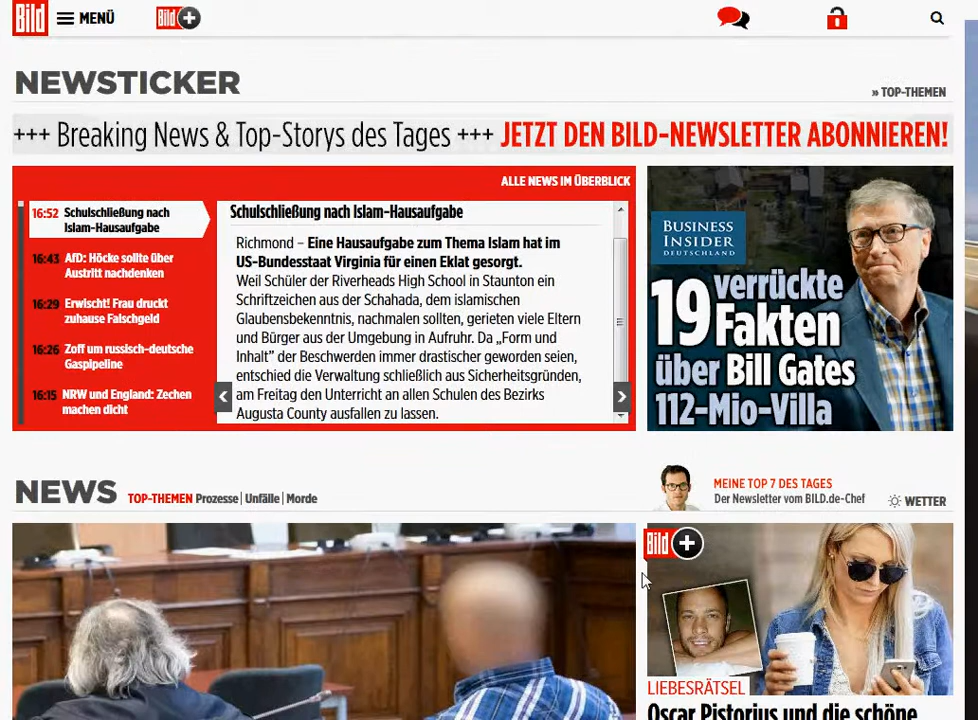 Bild MENÜ Bild+
NEWSTICKER
» TOP-THEMEN
+++ Breaking News & Top-Storys des Tages +++ JETZT DEN BILD-NEWSLETTER ABONNIEREN!
ALLE NEWS IM ÜBERBLICK
16:52 Schulschließung nach
Islam-Hausaufgabe
16:43 AfD: Höcke sollte über
Austritt nachdenken
16:29 Erwischt! Frau druckt
zuhause Falschgeld
16:26 Zoff um russisch-deutsche
Gaspipeline
16:15 NRW und England: Zechen
machen dicht
Schulschließung nach Islam-Hausaufgabe
Richmond – Eine Hausaufgabe zum Thema Islam hat im
US-Bundesstaat Virginia für einen Eklat gesorgt.
Weil Schüler der Riverheads High School in Staunton ein
Schriftzeichen aus der Schahada, dem islamischen
Glaubensbekenntnis, nachmalen sollten, gerieten viele Eltern
und Bürger aus der Umgebung in Aufruhr. Da „Form und
Inhalt" der Beschwerden immer drastischer geworden seien,
entschied die Verwaltung schließlich aus Sicherheitsgründen,
am Freitag den Unterricht an allen Schulen des Bezirks
Augusta County ausfallen zu lassen.
BUSINESS
INSIDER
DEUTSCHLAND
19 verrückte
Fakten
über Bill Gates
112-Mio-Villa
NEWS TOP-THEMEN Prozesse| Unfälle| Morde
MEINE TOP 7 DES TAGES
Der Newsletter vom BILD.de-Chef
WETTER
Bild+
LIEBESRÄTSEL
Oscar Pistorius und die schöne